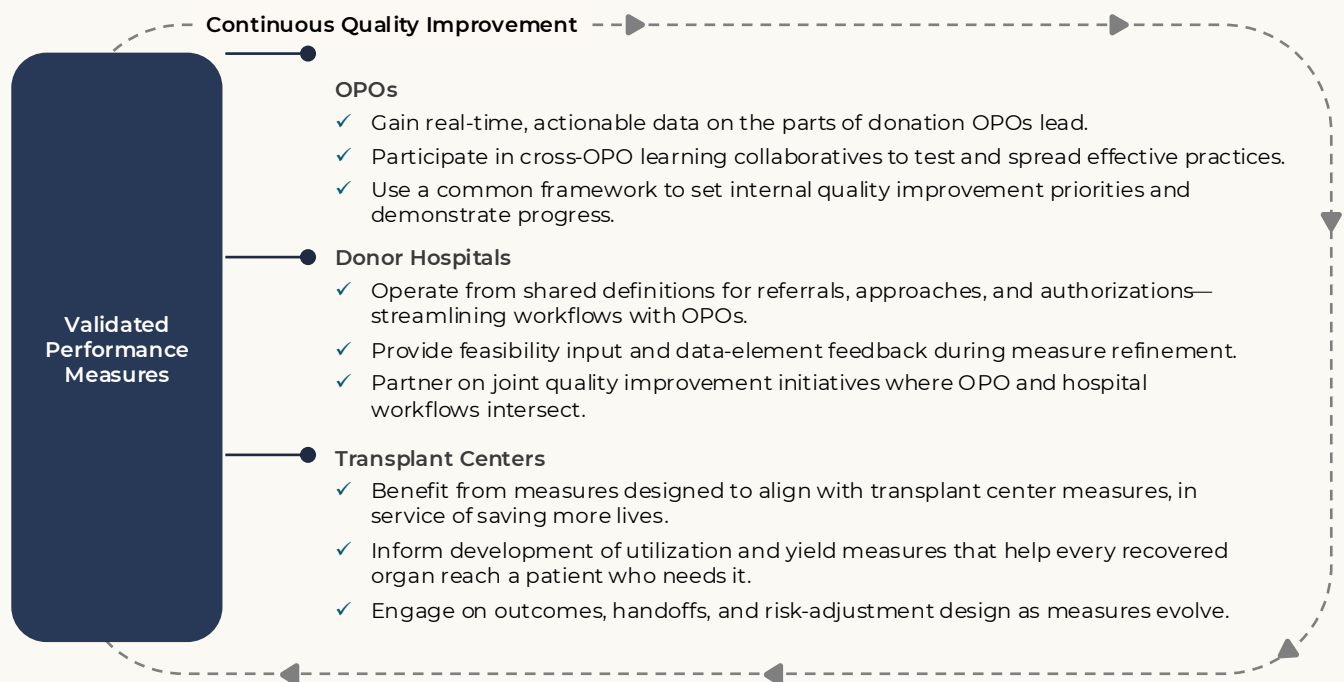 Continuous Quality Improvement
Validated
Performance
Measures
OPOs
✓ Gain real-time, actionable data on the parts of donation OPOs lead.
✓ Participate in cross-OPO learning collaboratives to test and spread effective practices.
✓ Use a common framework to set internal quality improvement priorities and
demonstrate progress.
Donor Hospitals
✓ Operate from shared definitions for referrals, approaches, and authorizations—
streamlining workflows with OPOs.
✓ Provide feasibility input and data-element feedback during measure refinement.
✓ Partner on joint quality improvement initiatives where OPO and hospital
workflows intersect.
Transplant Centers
✓ Benefit from measures designed to align with transplant center measures, in
service of saving more lives.
✓ Inform development of utilization and yield measures that help every recovered
organ reach a patient who needs it.
✓ Engage on outcomes, handoffs, and risk-adjustment design as measures evolve.